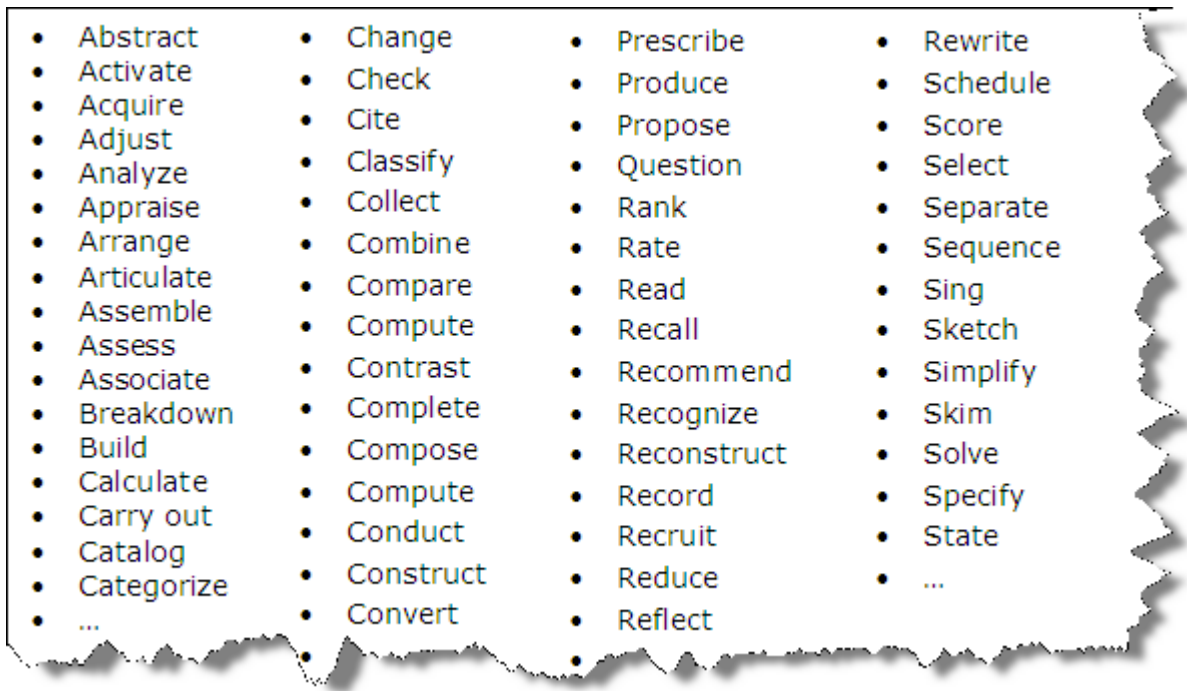 • Abstract
• Activate
• Acquire
• Adjust
• Analyze
• Appraise
• Arrange
• Articulate
• Assemble
• Assess
• Associate
• Breakdown
• Build
• Calculate
• Carry out
• Catalog
• Categorize
• ...
• Change
• Check
• Cite
• Classify
• Collect
• Combine
• Compare
• Compute
• Contrast
• Complete
• Compose
• Compute
• Conduct
• Construct
• Convert
•
• Prescribe
• Produce
• Propose
• Question
• Rank
• Rate
• Read
• Recall
• Recommend
• Recognize
• Reconstruct
• Record
• Recruit
• Reduce
• Reflect
•
• Rewrite
• Schedule
• Score
• Select
• Separate
• Sequence
• Sing
• Sketch
• Simplify
• Skim
• Solve
• Specify
• State
• ...